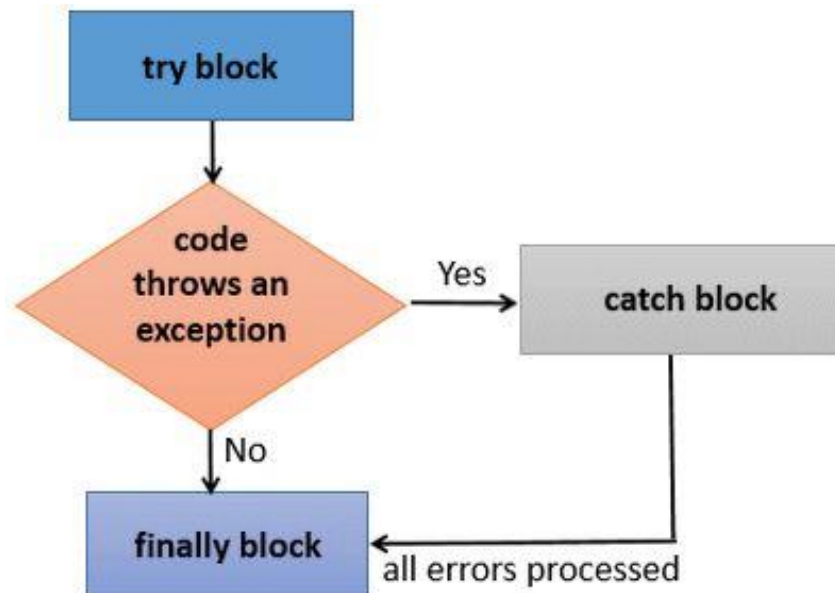 try block
code
throws an
exception
Yes
catch block
No
finally block
all errors processed